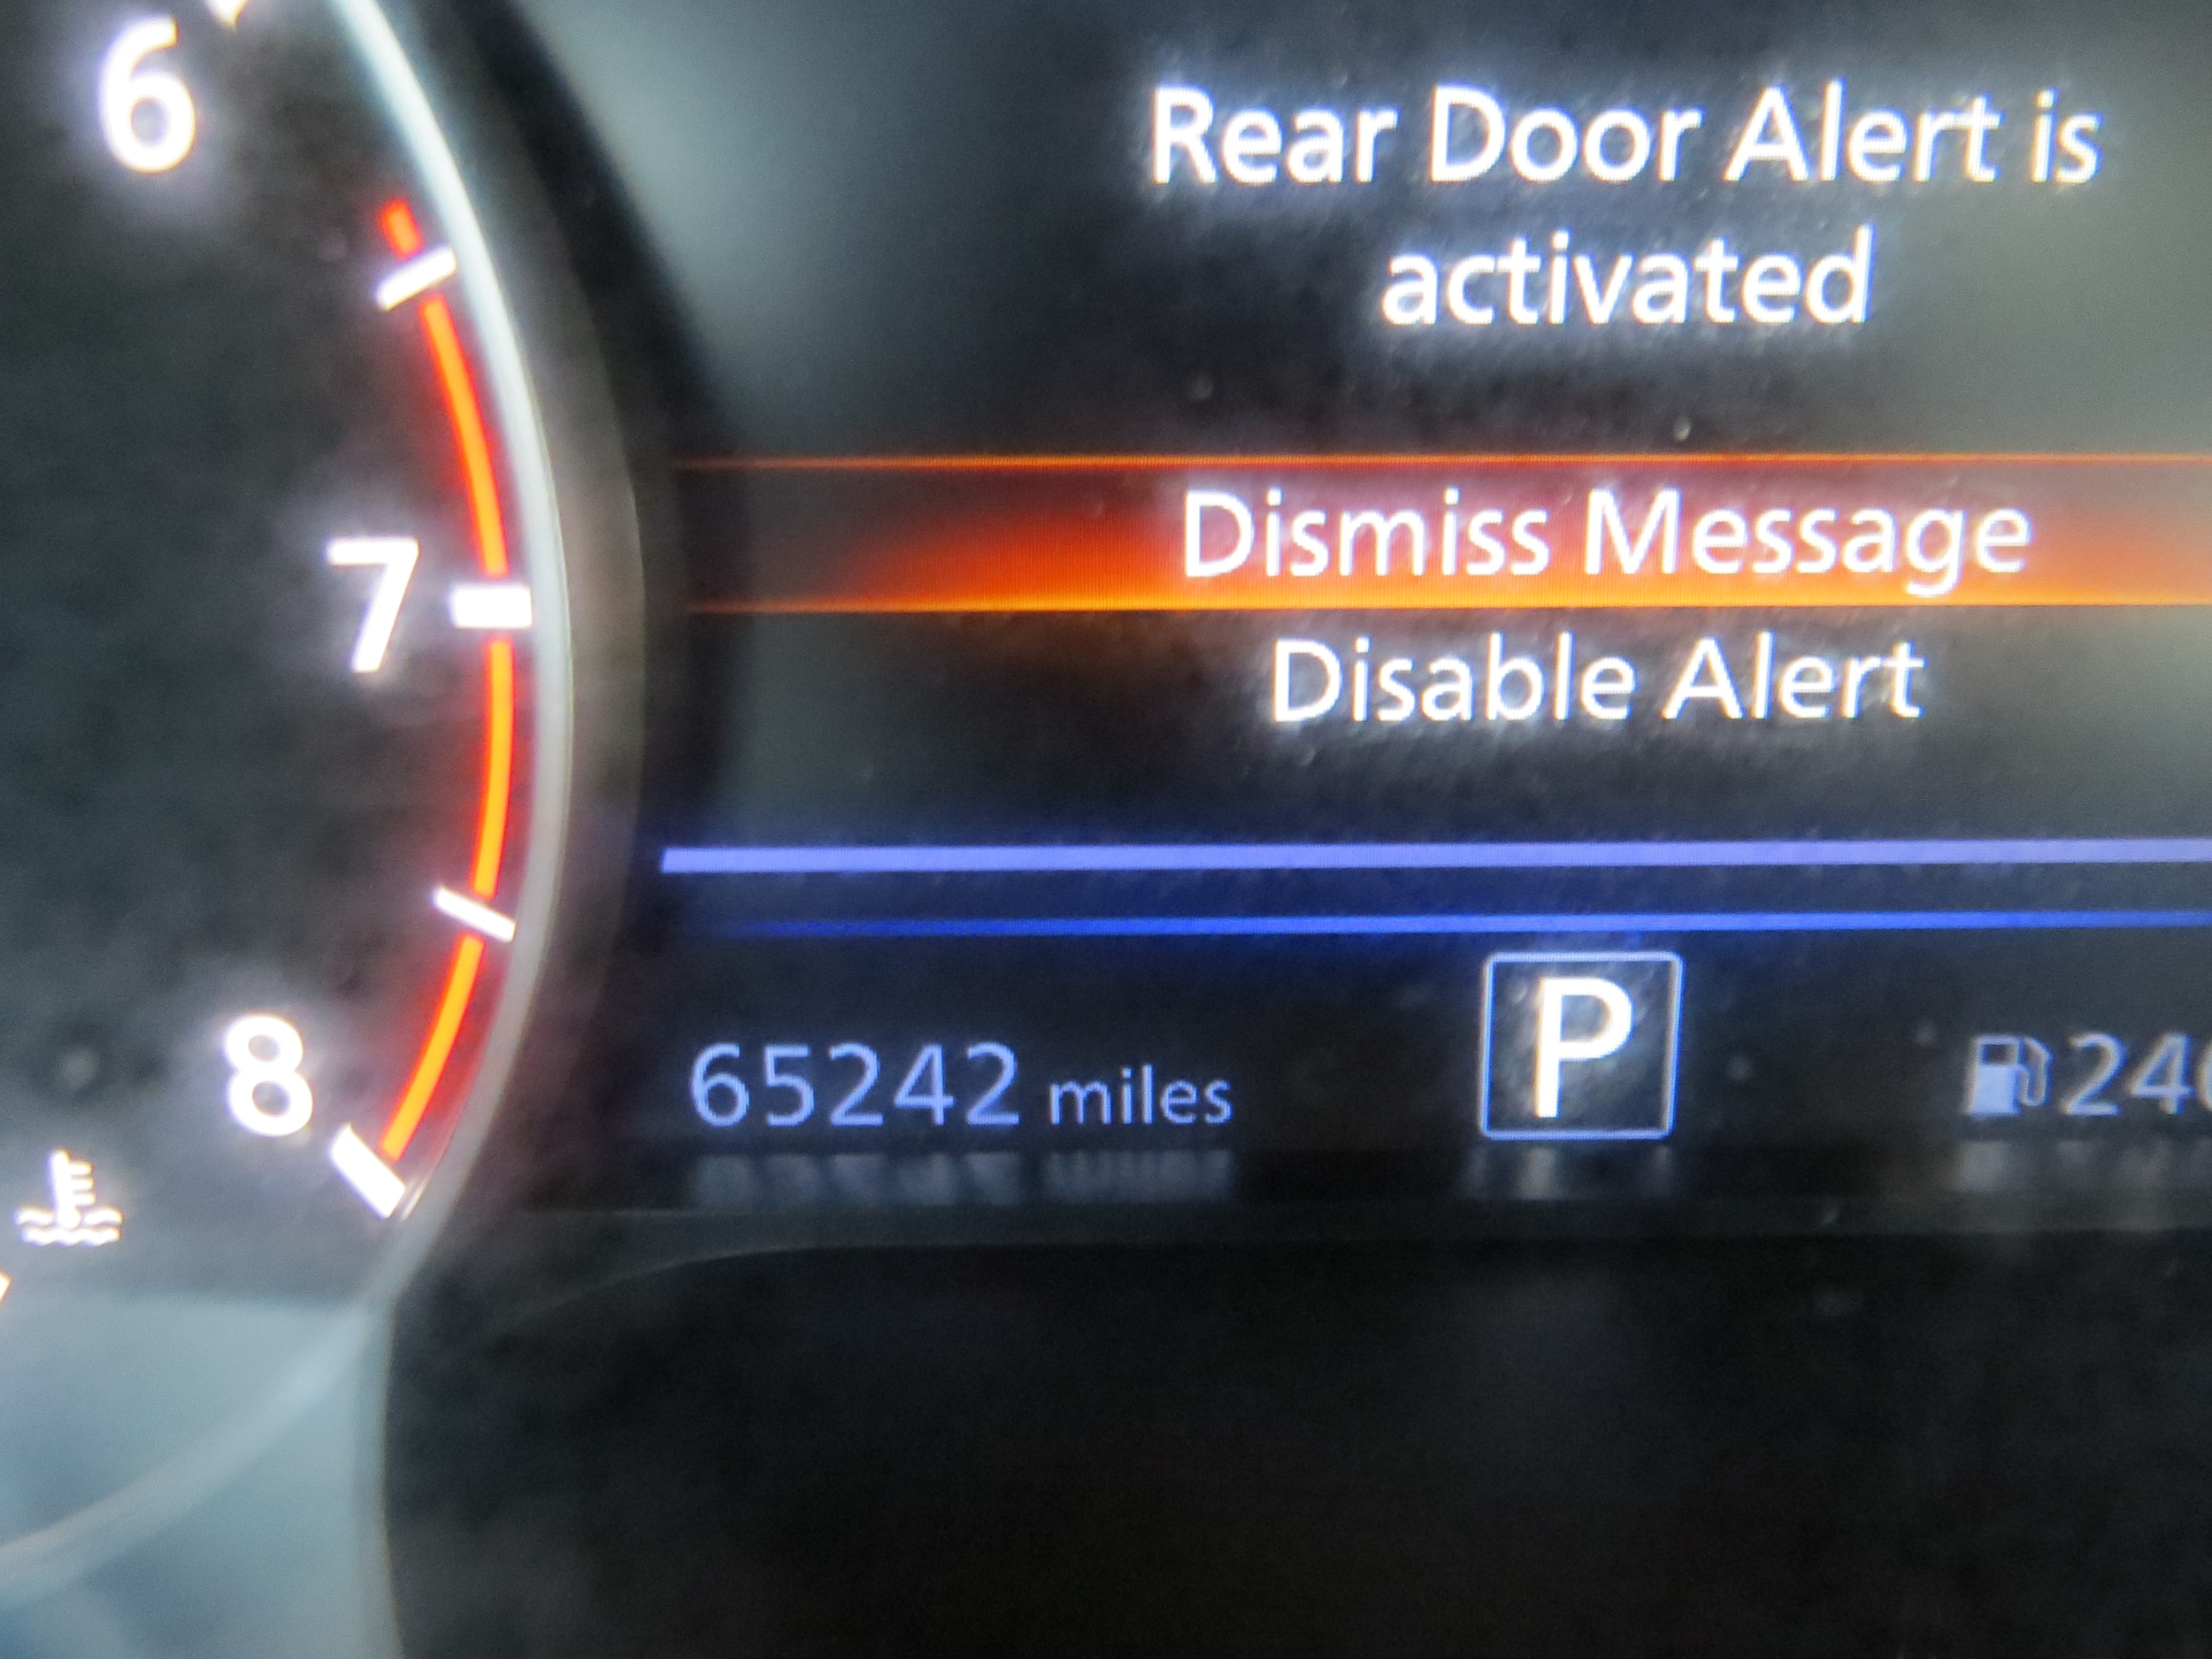 6
Rear Door Alert is
activated
7
Dismiss Message
Disable Alert
8
65242 miles
P